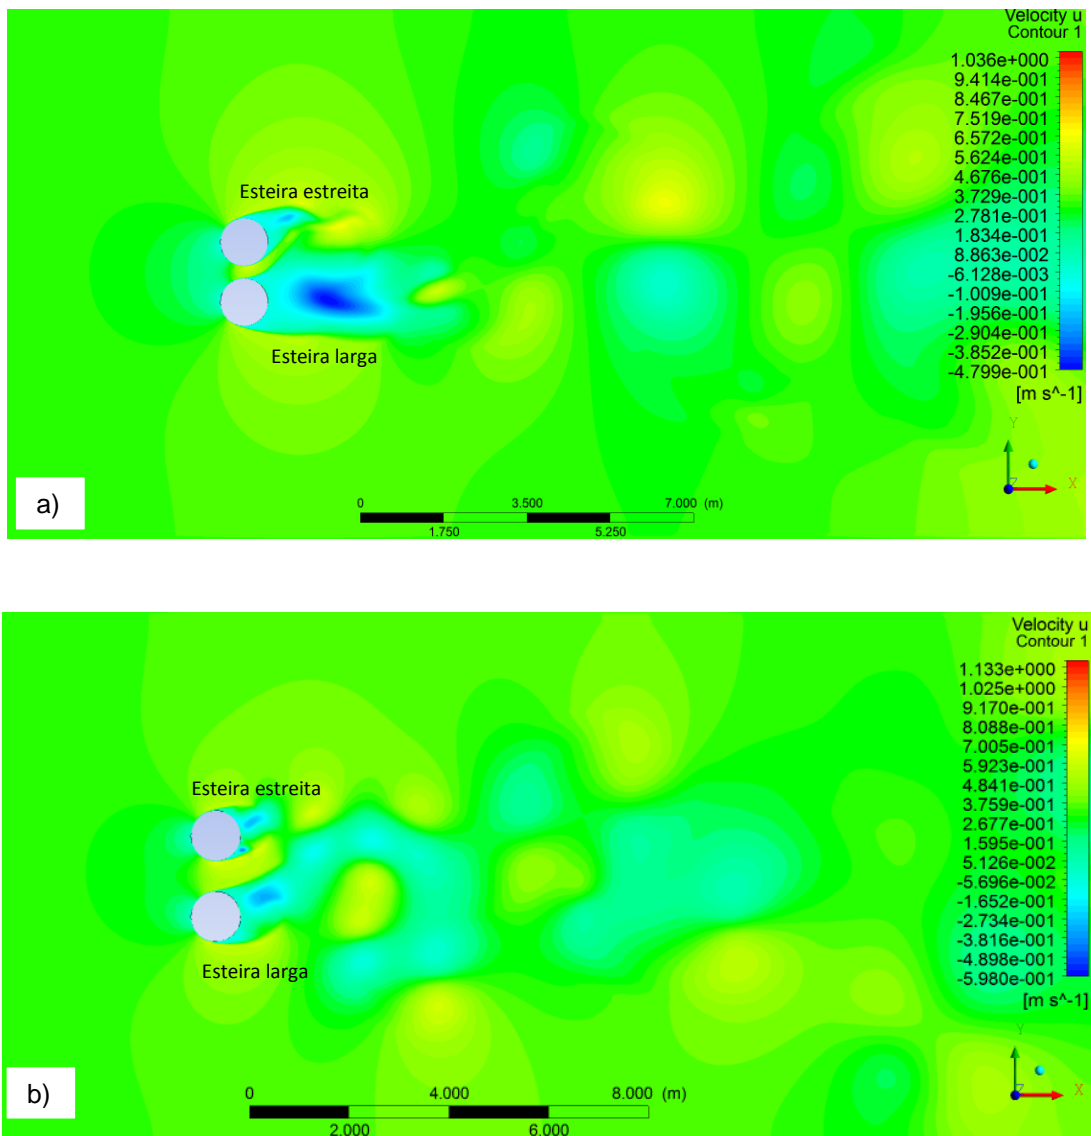 Velocity u
Contour 1
1.036e+000
9.414e-001
8.467e-001
7.519e-001
6.572e-001
5.624e-001
4.676e-001
3.729e-001
2.781e-001
1.834e-001
8.863e-002
-6.128e-003
-1.009e-001
-1.956e-001
-2.904e-001
-3.852e-001
-4.799e-001
[m s^-1]
Esteira estreita
Esteira larga
Y
Z
X
a)
0
3.500
7.000
(m)
1.750
5.250
Velocity u
Contour 1
1.133e+000
1.025e+000
9.170e-001
8.088e-001
7.005e-001
5.923e-001
4.841e-001
3.759e-001
2.677e-001
1.595e-001
5.126e-002
-5.696e-002
-1.652e-001
-2.734e-001
-3.816e-001
-4.898e-001
-5.980e-001
[m s^-1]
Esteira estreita
Esteira larga
Y
Z
X
b)
0
4.000
8.000
(m)
2.000
6.000